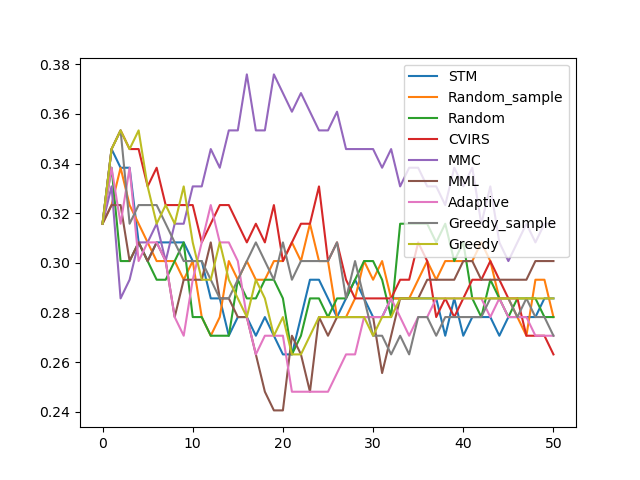 0.38
0.36
0.34
0.32
0.30
0.28
0.26
0.24
0
10
20
30
40
50
STM
Random_sample
Random
CVIRS
MMC
MML
Adaptive
Greedy_sample
Greedy